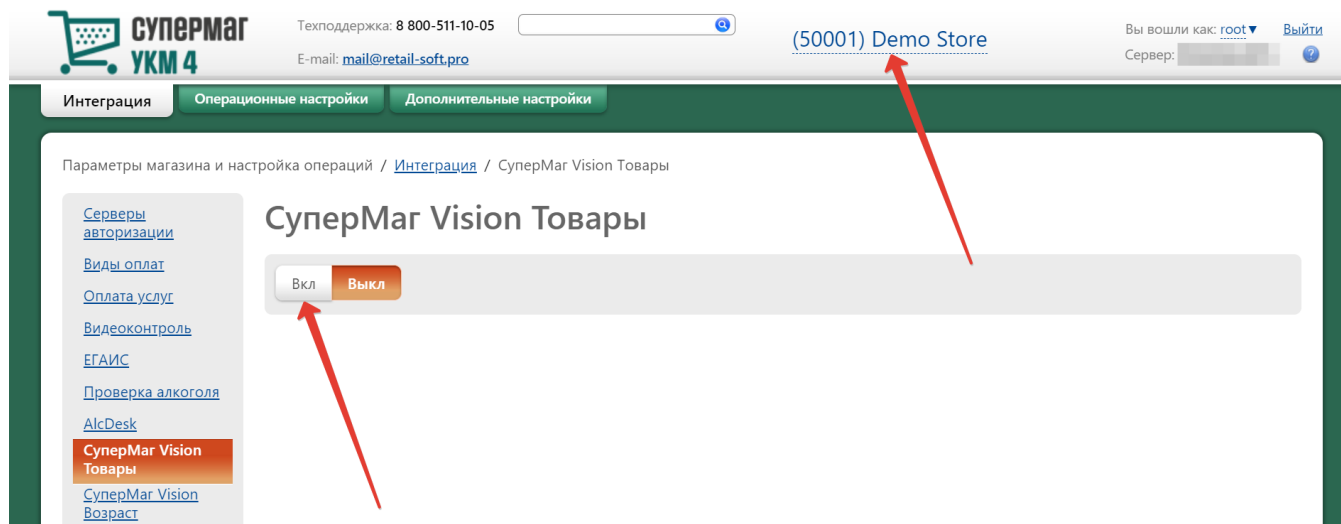 СУПЕРМАГ
УКМ 4
Техподдержка: 8 800-511-10-05
E-mail: mail@retail-soft.pro
(50001) Demo Store
Вы вошли как: root▼ Выйти
Сервер:
?
Интеграция Операционные настройки Дополнительные настройки
Параметры магазина и настройка операций / Интеграция / СуперМаг Vision Товары
Серверы
авторизации
Виды оплат
Оплата услуг
Видеоконтроль
ЕГАИС
Проверка алкоголя
AlcDesk
СуперМаг Vision
Товары
СуперМаг Vision
Возраст
СуперМаг Vision Товары
Вкл Выкл